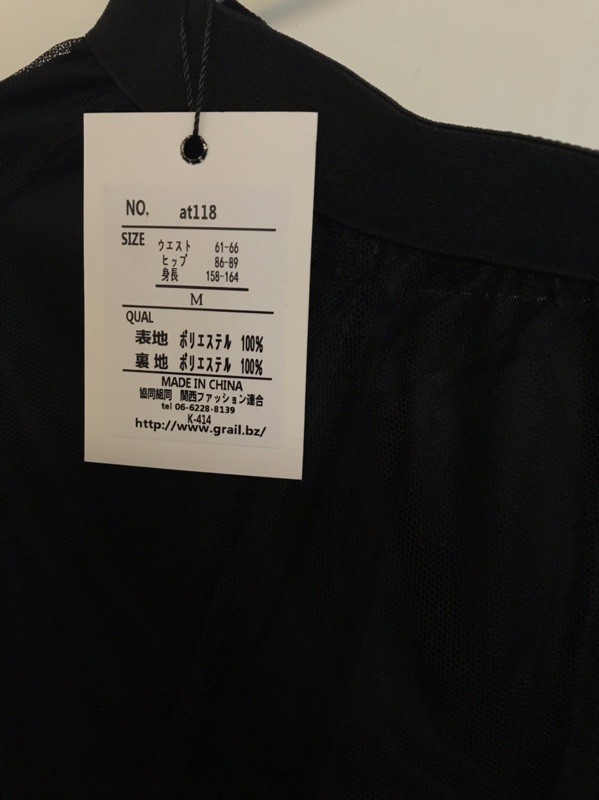 NO. at118
SIZE ウエスト 61-66
ヒップ 86-89
身長 158-164
M
QUAL
表地 ポリエステル 100%
裏地 ポリエステル 100%
MADE IN CHINA
協同組同 関西ファッション連合
tel 06-6228-8139
K-414
http://www.grail.bz/